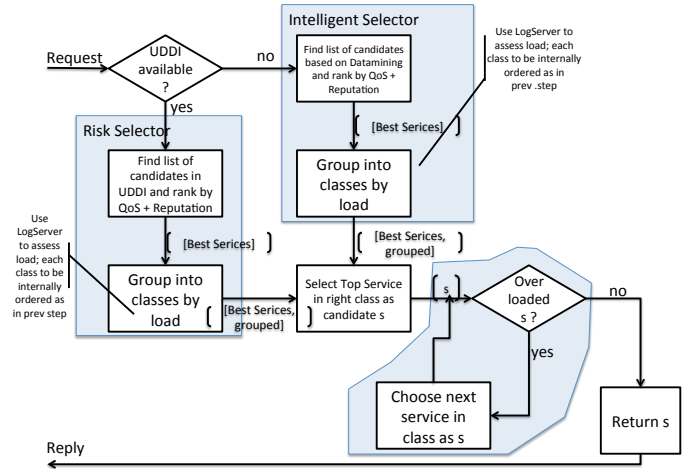 Intelligent Selector
Request
UDDI
available
?
no
yes
Find list of candidates
based on Datamining
and rank by QoS +
Reputation
Use LogServer to
assess load; each
class to be internally
ordered as in
prev .step
[Best Serices]
Risk Selector
Find list of
candidates in
UDDI and rank by
QoS + Reputation
Group into
classes by
load
Use
LogServer
to assess
load; each
class to be
internally
ordered as
in prev step
[Best Serices]
[Best Serices,
grouped]
Group into
classes by
load
[Best Serices,
grouped]
Select Top Service
in right class as
candidate s
s
Over
loaded
s ?
no
yes
Choose next
service in
class as s
Return s
Reply